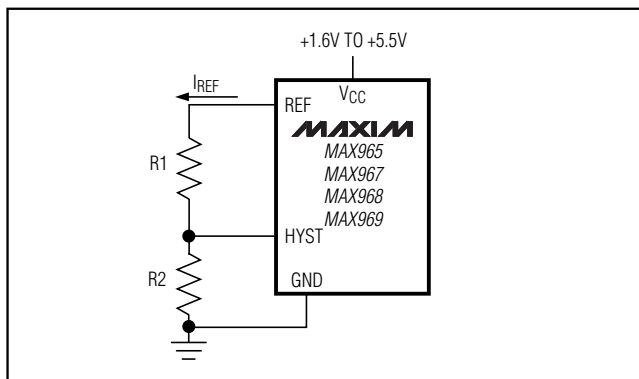 +1.6V TO +5.5V
IREF
REF
VCC
MAXIM
R1
MAX965
MAX967
MAX968
MAX969
HYST
R2
GND